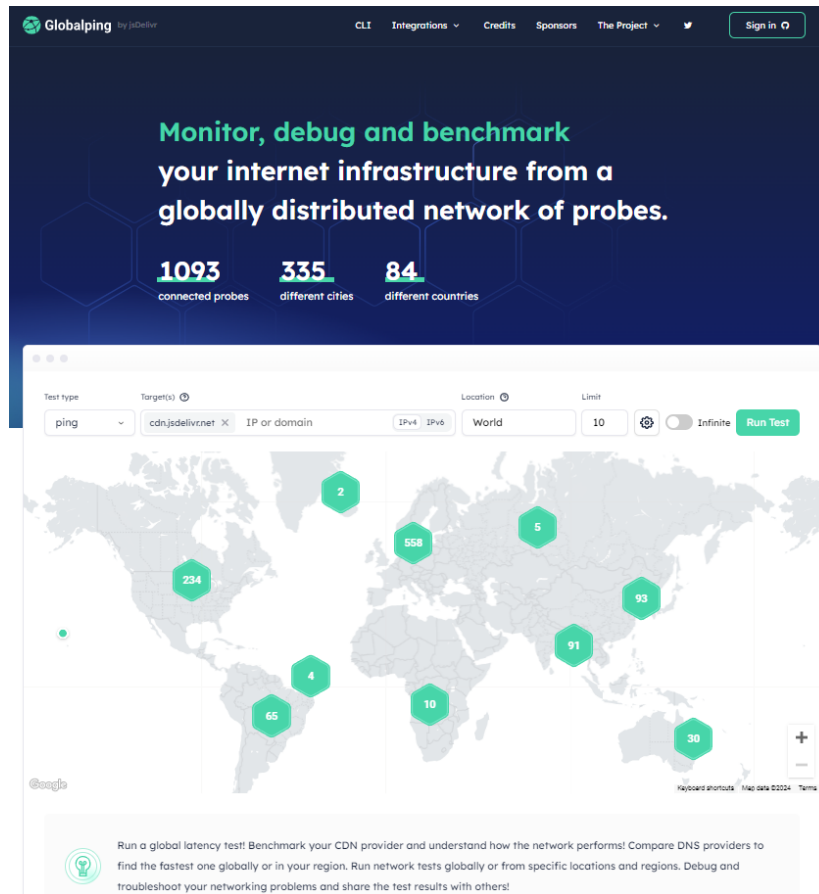 Globalping by jsDelivr
CLI Integrations Credits Sponsors The Project Sign in
Monitor, debug and benchmark
your internet infrastructure from a
globally distributed network of probes.
1093 335 84
connected probes different cities different countries
Test type Target(s) Location Limit
ping cdn.jsdelivr.net × IP or domain IPv4 IPv6 World 10 Infinite Run Test
2
5
558
234
93
91
4
10
65
30
+
−
Google
Keyboard shortcuts Map data ©2024 Terms
Run a global latency test! Benchmark your CDN provider and understand how the network performs! Compare DNS providers to
find the fastest one globally or in your region. Run network tests globally or from specific locations and regions. Debug and
troubleshoot your networking problems and share the test results with others!